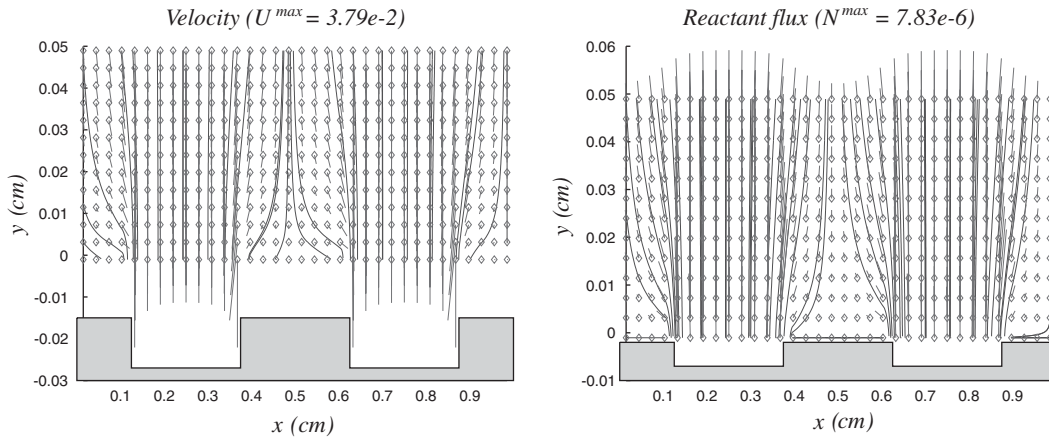 Velocity (U^max = 3.79e-2)
0.05
0.04
0.03
0.02
0.01
0
-0.01
-0.02
-0.03
y (cm)
0.1 0.2 0.3 0.4 0.5 0.6 0.7 0.8 0.9
x (cm)
Reactant flux (N^max = 7.83e-6)
0.06
0.05
0.04
0.03
0.02
0.01
0
-0.01
y (cm)
0.1 0.2 0.3 0.4 0.5 0.6 0.7 0.8 0.9
x (cm)